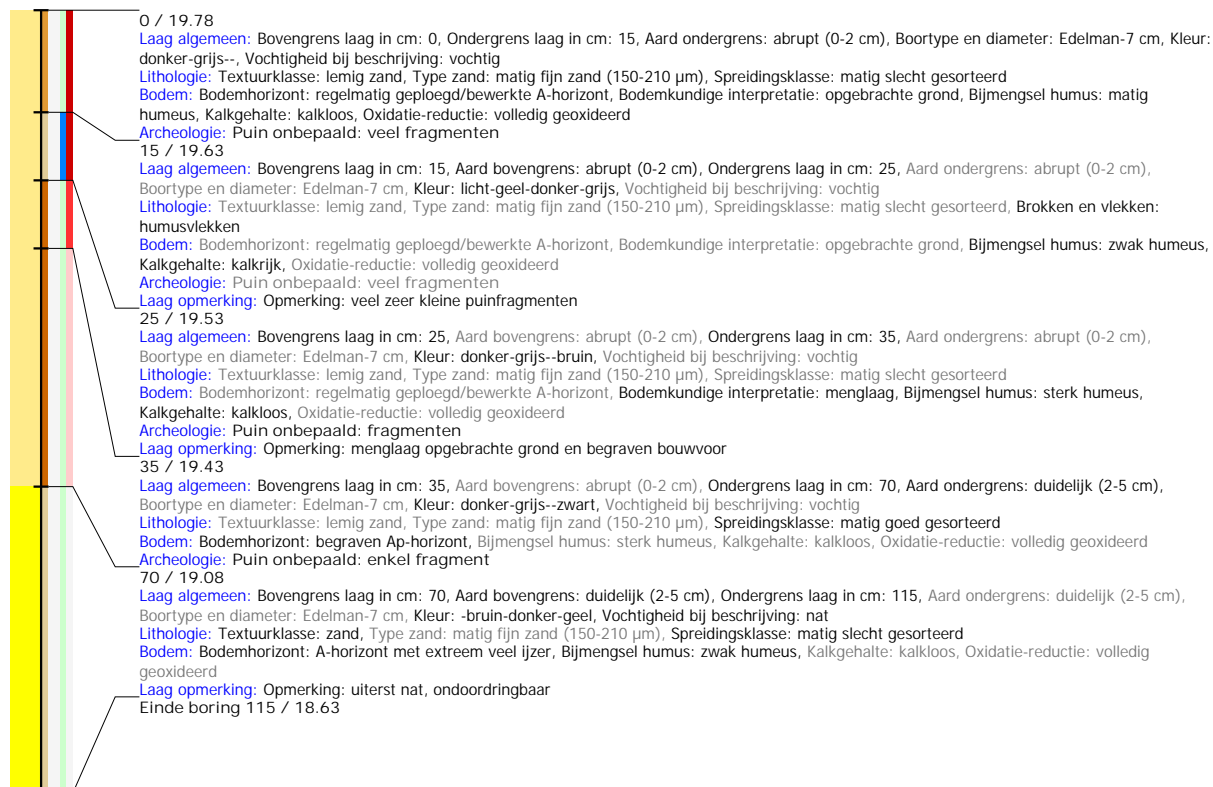 0 / 19.78
Laag algemeen: Bovengrens laag in cm: 0, Ondergrens laag in cm: 15, Aard ondergrens: abrupt (0-2 cm), Boortype en diameter: Edelman-7 cm, Kleur:
donker-grijs--, Vochtigheid bij beschrijving: vochtig
Lithologie: Textuurklasse: lemig zand, Type zand: matig fijn zand (150-210 µm), Spreidingsklasse: matig slecht gesorteerd
Bodem: Bodemhorizont: regelmatig geploegd/bewerkte A-horizont, Bodemkundige interpretatie: opgebrachte grond, Bijmengsel humus: matig
humeus, Kalkgehalte: kalkloos, Oxidatie-reductie: volledig geoxideerd
Archeologie: Puin onbepaald: veel fragmenten
15 / 19.63
Laag algemeen: Bovengrens laag in cm: 15, Aard bovengrens: abrupt (0-2 cm), Ondergrens laag in cm: 25, Aard ondergrens: abrupt (0-2 cm),
Boortype en diameter: Edelman-7 cm, Kleur: licht-geel-donker-grijs, Vochtigheid bij beschrijving: vochtig
Lithologie: Textuurklasse: lemig zand, Type zand: matig fijn zand (150-210 µm), Spreidingsklasse: matig slecht gesorteerd, Brokken en vlekken:
humusvlekken
Bodem: Bodemhorizont: regelmatig geploegd/bewerkte A-horizont, Bodemkundige interpretatie: opgebrachte grond, Bijmengsel humus: zwak humeus,
Kalkgehalte: kalkrijk, Oxidatie-reductie: volledig geoxideerd
Archeologie: Puin onbepaald: veel fragmenten
Laag opmerking: Opmerking: veel zeer kleine puinfragmenten
25 / 19.53
Laag algemeen: Bovengrens laag in cm: 25, Aard bovengrens: abrupt (0-2 cm), Ondergrens laag in cm: 35, Aard ondergrens: abrupt (0-2 cm),
Boortype en diameter: Edelman-7 cm, Kleur: donker-grijs--bruin, Vochtigheid bij beschrijving: vochtig
Lithologie: Textuurklasse: lemig zand, Type zand: matig fijn zand (150-210 µm), Spreidingsklasse: matig slecht gesorteerd
Bodem: Bodemhorizont: regelmatig geploegd/bewerkte A-horizont, Bodemkundige interpretatie: menglaag, Bijmengsel humus: sterk humeus,
Kalkgehalte: kalkloos, Oxidatie-reductie: volledig geoxideerd
Archeologie: Puin onbepaald: fragmenten
Laag opmerking: Opmerking: menglaag opgebrachte grond en begraven bouwvoor
35 / 19.43
Laag algemeen: Bovengrens laag in cm: 35, Aard bovengrens: abrupt (0-2 cm), Ondergrens laag in cm: 70, Aard ondergrens: duidelijk (2-5 cm),
Boortype en diameter: Edelman-7 cm, Kleur: donker-grijs--zwart, Vochtigheid bij beschrijving: vochtig
Lithologie: Textuurklasse: lemig zand, Type zand: matig fijn zand (150-210 µm), Spreidingsklasse: matig goed gesorteerd
Bodem: Bodemhorizont: begraven Ap-horizont, Bijmengsel humus: sterk humeus, Kalkgehalte: kalkloos, Oxidatie-reductie: volledig geoxideerd
Archeologie: Puin onbepaald: enkel fragment
70 / 19.08
Laag algemeen: Bovengrens laag in cm: 70, Aard bovengrens: duidelijk (2-5 cm), Ondergrens laag in cm: 115, Aard ondergrens: duidelijk (2-5 cm),
Boortype en diameter: Edelman-7 cm, Kleur: -bruin-donker-geel, Vochtigheid bij beschrijving: nat
Lithologie: Textuurklasse: zand, Type zand: matig fijn zand (150-210 µm), Spreidingsklasse: matig slecht gesorteerd
Bodem: Bodemhorizont: A-horizont met extreem veel ijzer, Bijmengsel humus: zwak humeus, Kalkgehalte: kalkloos, Oxidatie-reductie: volledig
geoxideerd
Laag opmerking: Opmerking: uiterst nat, ondoordringbaar
Einde boring 115 / 18.63